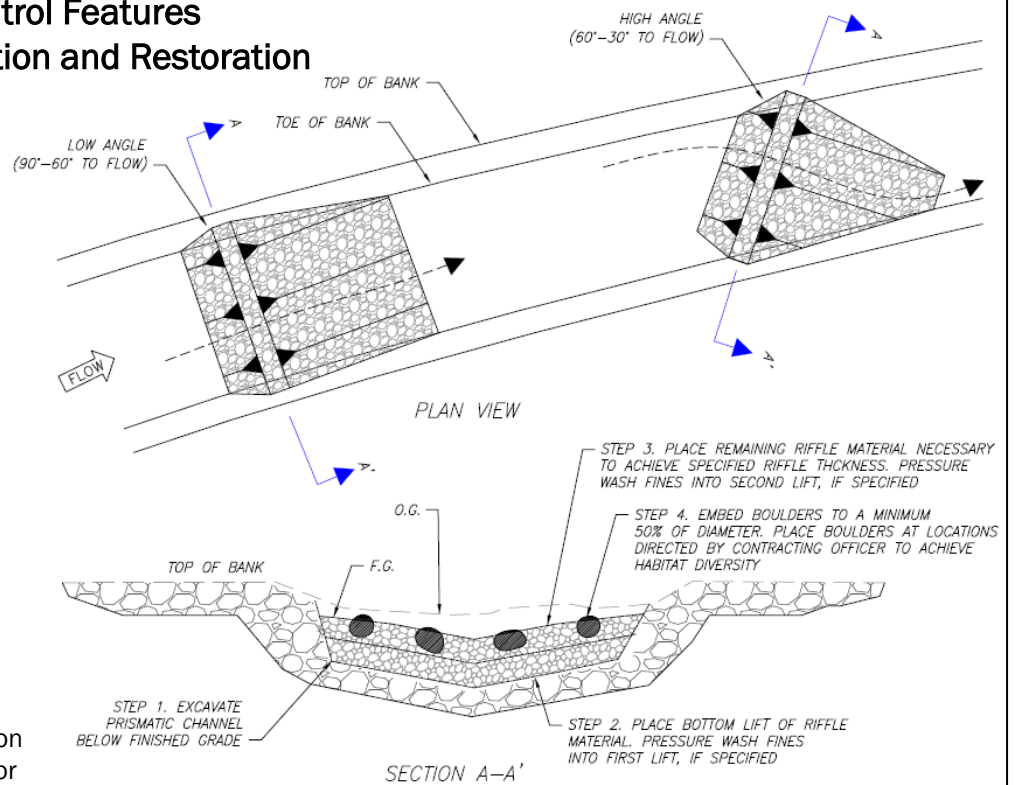 trol Features
tion and Restoration
HIGH ANGLE
(60°–30° TO FLOW)
A
TOP OF BANK
TOE OF BANK
A
LOW ANGLE
(90°–60° TO FLOW)
FLOW
A'
A'
PLAN VIEW
STEP 3. PLACE REMAINING RIFFLE MATERIAL NECESSARY
TO ACHIEVE SPECIFIED RIFFLE THCKNESS. PRESSURE
WASH FINES INTO SECOND LIFT, IF SPECIFIED
O.G.
STEP 4. EMBED BOULDERS TO A MINIMUM
50% OF DIAMETER. PLACE BOULDERS AT LOCATIONS
DIRECTED BY CONTRACTING OFFICER TO ACHIEVE
HABITAT DIVERSITY
TOP OF BANK
F.G.
STEP 1. EXCAVATE
PRISMATIC CHANNEL
BELOW FINISHED GRADE
STEP 2. PLACE BOTTOM LIFT OF RIFFLE
MATERIAL. PRESSURE WASH FINES
INTO FIRST LIFT, IF SPECIFIED
on
or
SECTION A–A'